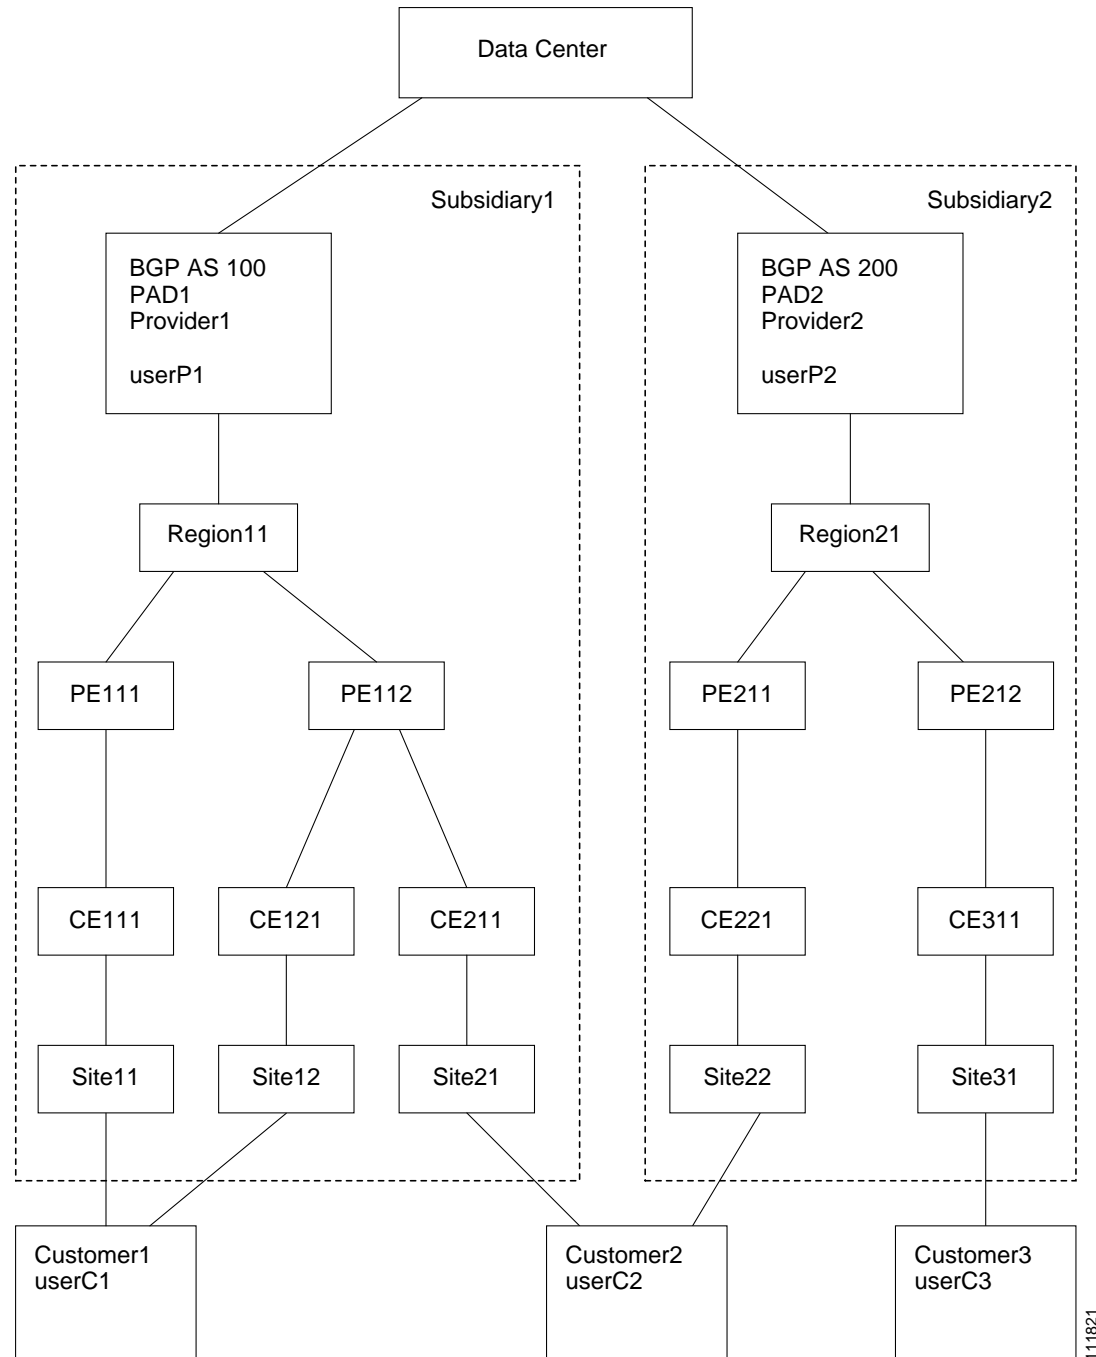 Data Center
Subsidiary1
Subsidiary2
BGP AS 100
PAD1
Provider1
userP1
BGP AS 200
PAD2
Provider2
userP2
Region11
Region21
PE111
PE112
PE211
PE212
CE111
CE121
CE211
CE221
CE311
Site11
Site12
Site21
Site22
Site31
Customer1
userC1
Customer2
userC2
Customer3
userC3
111821